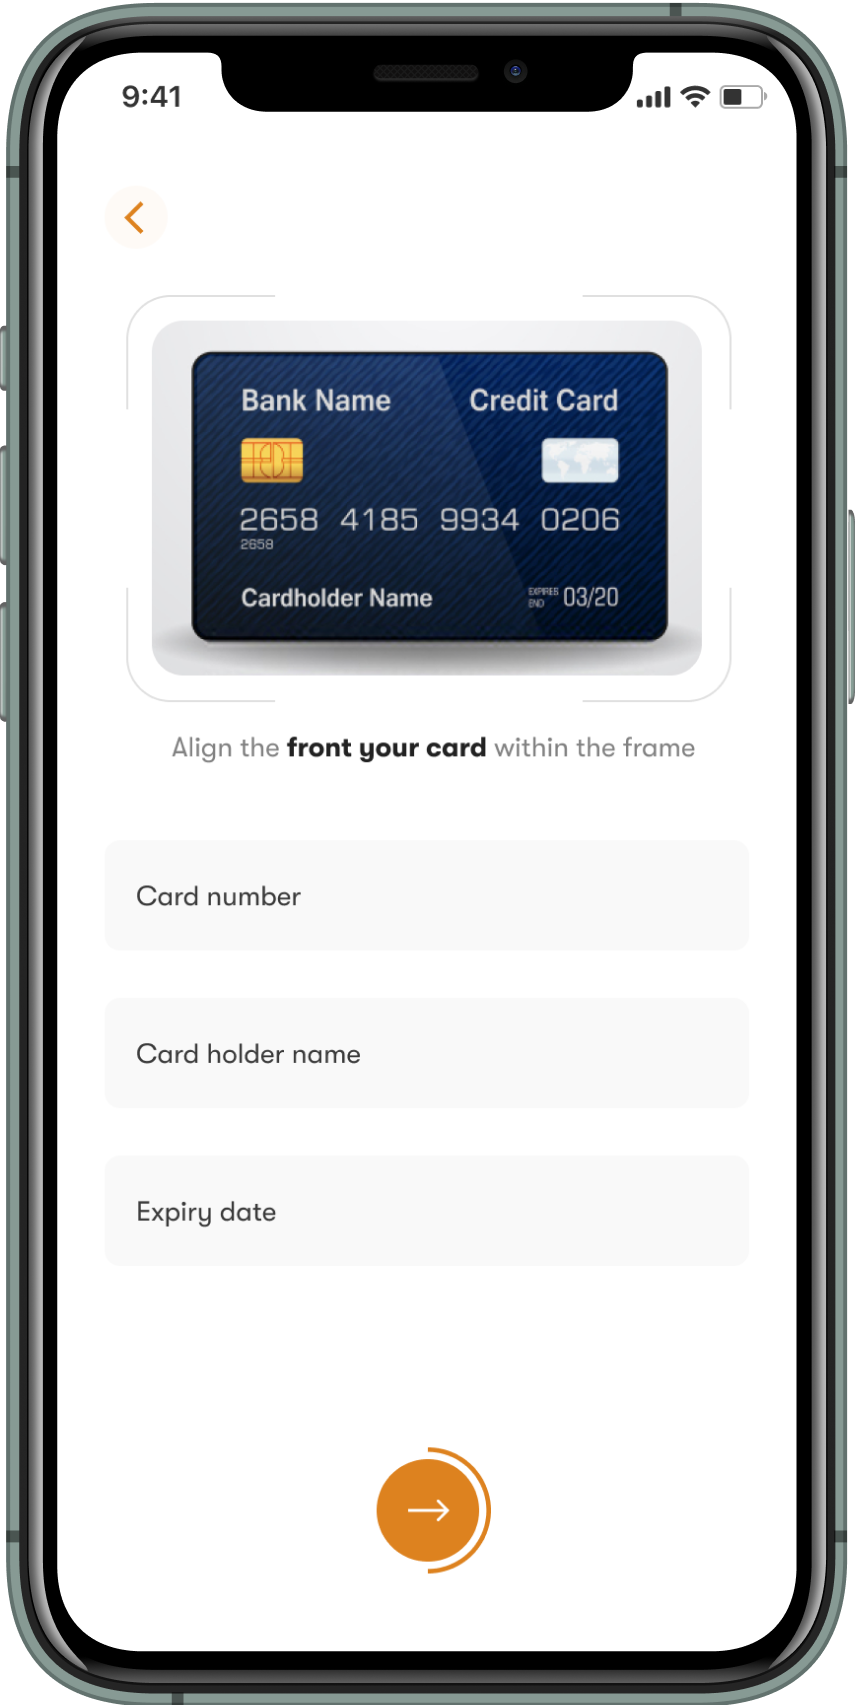 9:41
Bank Name Credit Card
2658 4185 9934 0206
2658
Cardholder Name EXPIRES END 03/20
Align the front your card within the frame
Card number
Card holder name
Expiry date